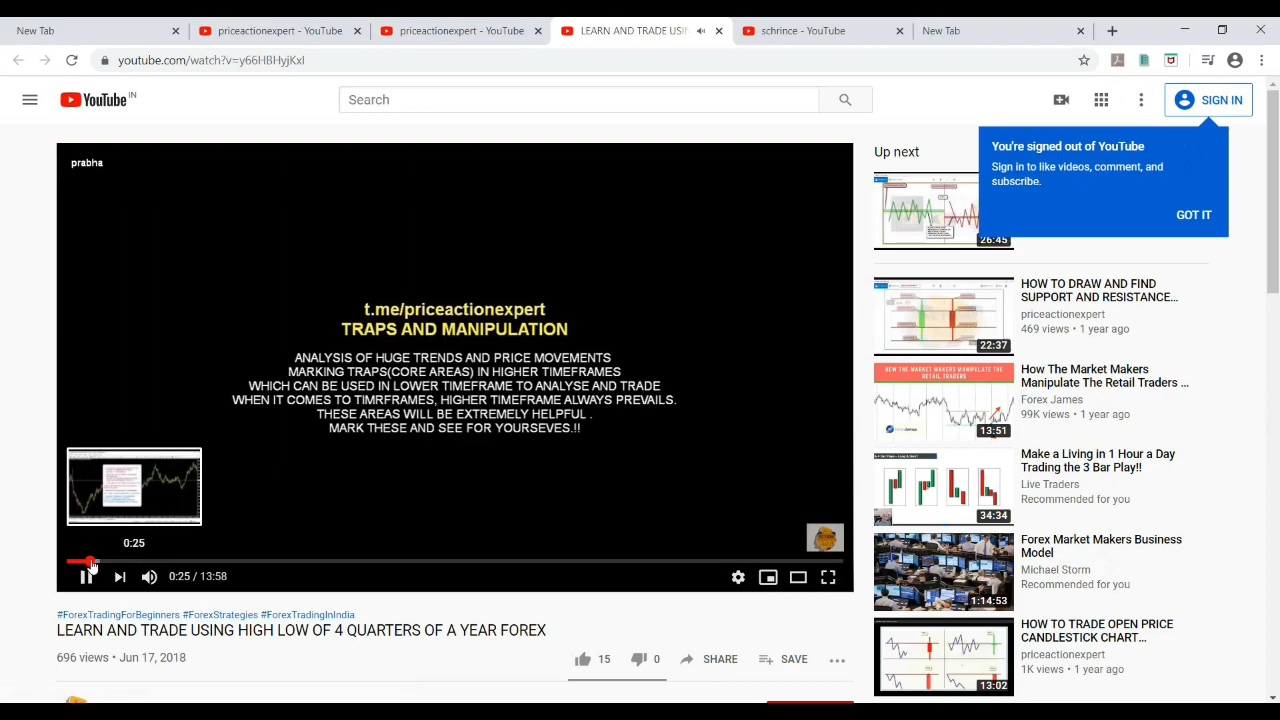 New Tab
priceactionexpert - YouTube
priceactionexpert - YouTube
LEARN AND TRADE USIN
schrince - YouTube
New Tab
youtube.com/watch?v=y66HBHyjKxI
YouTube IN
Search
SIGN IN
You're signed out of YouTube
Sign in to like videos, comment, and
subscribe.
GOT IT
prabha
t.me/priceactionexpert
TRAPS AND MANIPULATION
ANALYSIS OF HUGE TRENDS AND PRICE MOVEMENTS
MARKING TRAPS(CORE AREAS) IN HIGHER TIMEFRAMES
WHICH CAN BE USED IN LOWER TIMEFRAME TO ANALYSE AND TRADE
WHEN IT COMES TO TIMRFRAMES, HIGHER TIMEFRAME ALWAYS PREVAILS.
THESE AREAS WILL BE EXTREMELY HELPFUL .
MARK THESE AND SEE FOR YOURSEVES.!!
0:25
0:25 / 13:58
#ForexTradingForBeginners #ForexStrategies #ForexTradingInIndia
LEARN AND TRADE USING HIGH LOW OF 4 QUARTERS OF A YEAR FOREX
696 views • Jun 17, 2018
15
0
SHARE
SAVE
Up next
26:45
HOW TO DRAW AND FIND
SUPPORT AND RESISTANCE...
priceactionexpert
469 views • 1 year ago
22:37
HOW THE MARKET MAKERS MANIPULATE THE
RETAIL TRADERS
How The Market Makers
Manipulate The Retail Traders ...
Forex James
99K views • 1 year ago
13:51
Make a Living in 1 Hour a Day
Trading the 3 Bar Play!!
Live Traders
Recommended for you
34:34
Forex Market Makers Business
Model
Michael Storm
Recommended for you
1:14:53
HOW TO TRADE OPEN PRICE
CANDLESTICK CHART...
priceactionexpert
1K views • 1 year ago
13:02